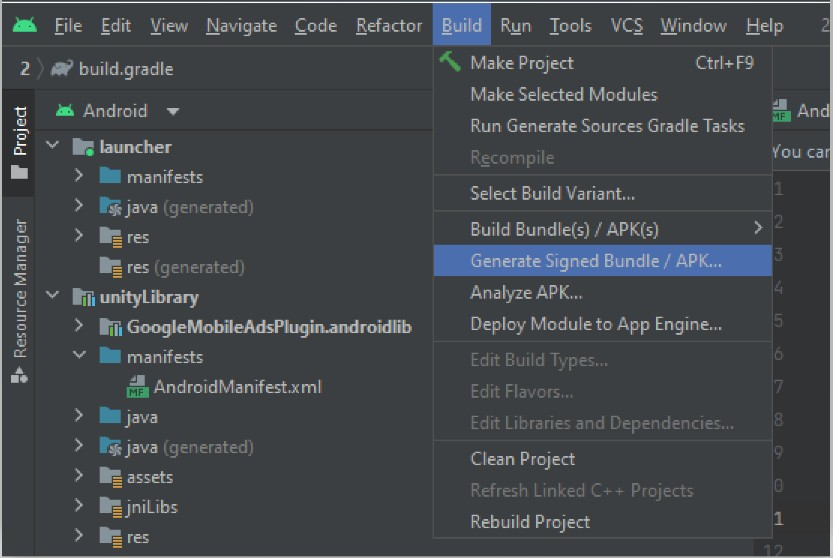 File Edit View Navigate Code Refactor Build Run Tools VCS Window Help 2
2 build.gradle
Project
Resource Manager
Android
launcher
manifests
java (generated)
res
res (generated)
unityLibrary
GoogleMobileAdsPlugin.androidlib
manifests
MF AndroidManifest.xml
java
java (generated)
assets
jniLibs
res
Make Project Ctrl+F9
Make Selected Modules
Run Generate Sources Gradle Tasks
Recompile
Select Build Variant...
Build Bundle(s) / APK(s)
Generate Signed Bundle / APK...
Analyze APK...
Deploy Module to App Engine...
Edit Build Types...
Edit Flavors...
Edit Libraries and Dependencies...
Clean Project
Refresh Linked C++ Projects
Rebuild Project
MF And
You can
1
2
3
4
5
6
7
8
9
0
1
12